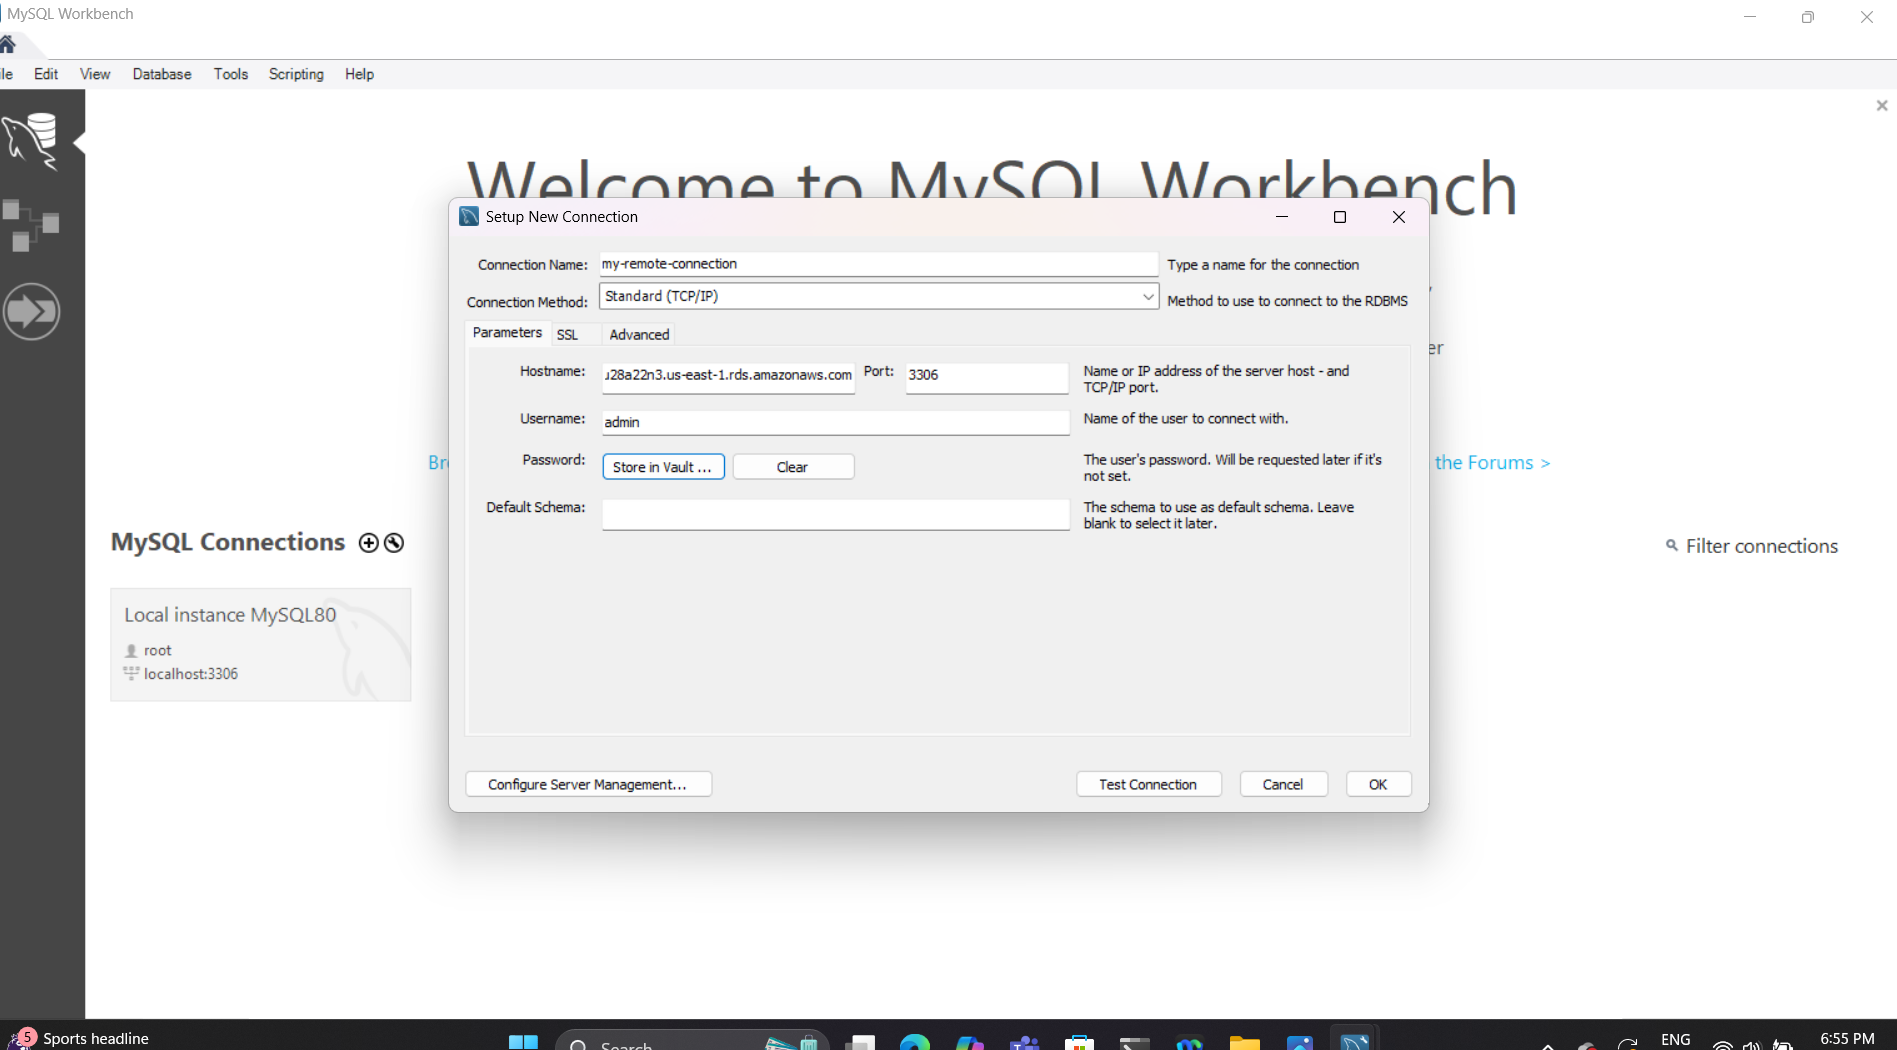 MySQL Workbench
ile Edit View Database Tools Scripting Help
Welcome to MySQL Workbench
Setup New Connection
Connection Name: my-remote-connection Type a name for the connection
Connection Method: Standard (TCP/IP) Method to use to connect to the RDBMS
Parameters SSL Advanced
Hostname: 28a22n3.us-east-1.rds.amazonaws.com Port: 3306 Name or IP address of the server host - and
TCP/IP port.
er
Username: admin Name of the user to connect with.
Password: Store in Vault ... Clear The user's password. Will be requested later if it's
not set.
Br the Forums >
Default Schema: The schema to use as default schema. Leave
blank to select it later.
MySQL Connections
Filter connections
Local instance MySQL80
root
localhost:3306
Configure Server Management... Test Connection Cancel OK
5 Sports headline Search ENG 6:55 PM